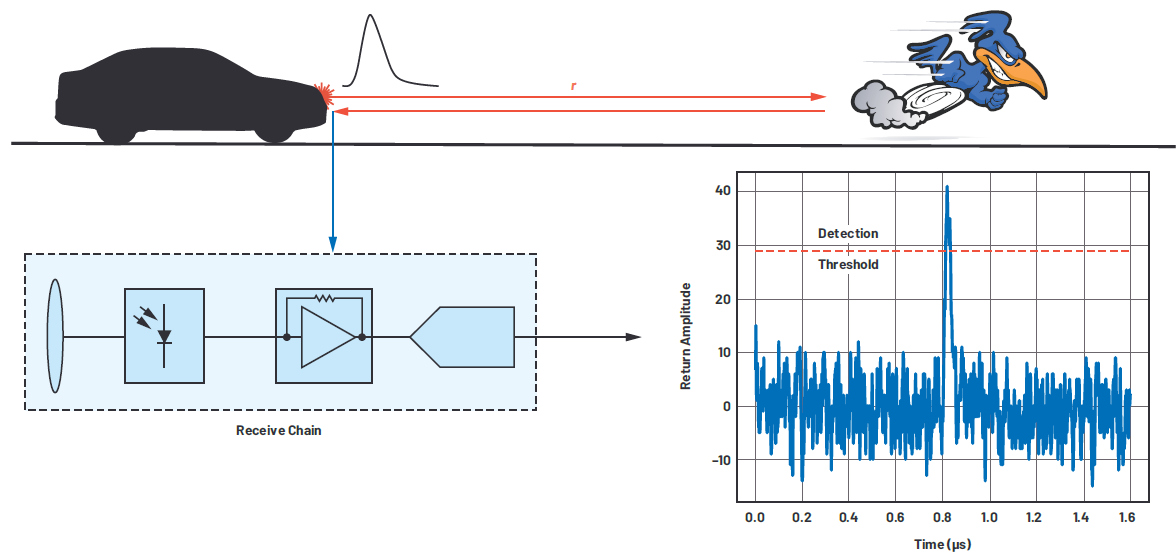 r
Receive Chain
40
30
20
10
0
–10
Return Amplitude
Detection
Threshold
0.0 0.2 0.4 0.6 0.8 1.0 1.2 1.4 1.6
Time (µs)